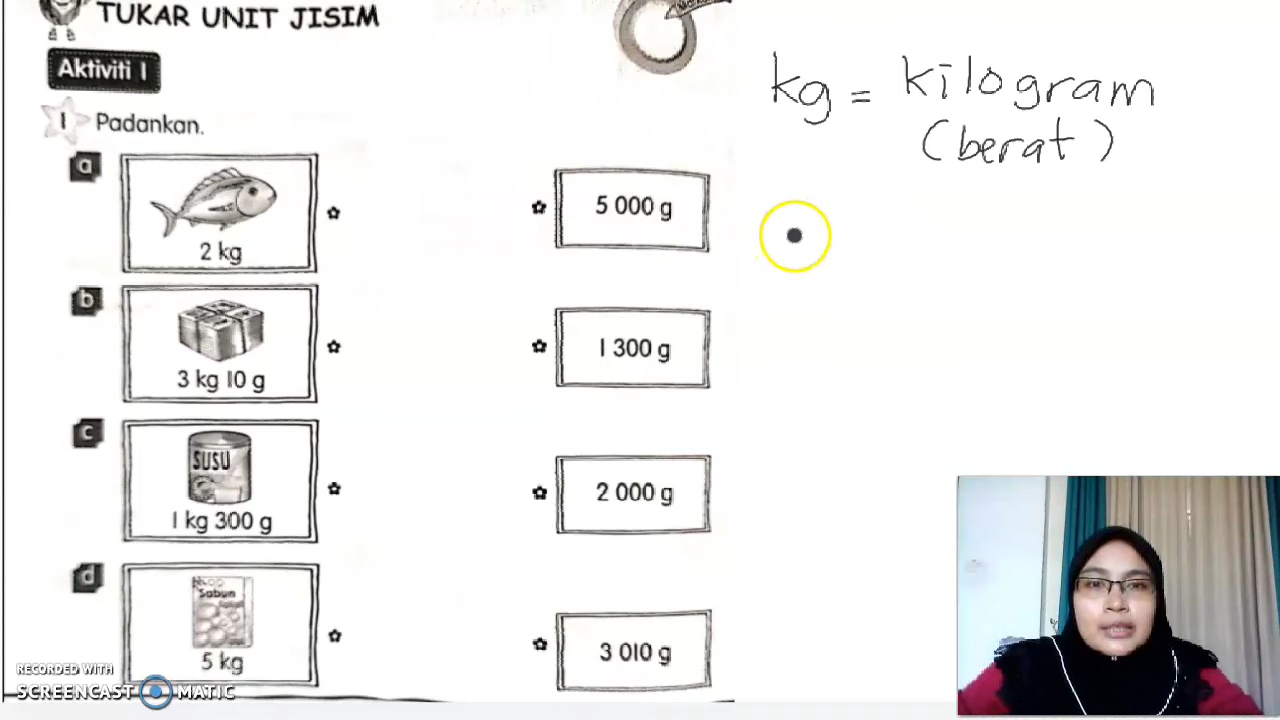 TUKAR UNIT JISIM
Aktiviti 1
1 Padankan.
a
2 kg
5 000 g
b
3 kg 10 g
1 300 g
c
SUSU
1 kg 300 g
2 000 g
d
Sabun
5 kg
3 010 g
kg = kilogram
(berat)
RECORDED WITH
SCREENCAST MATIC